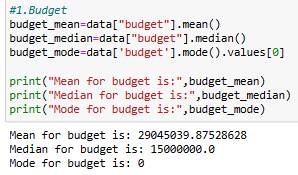 #1.Budget
budget_mean=data["budget"].mean()
budget_median=data["budget"].median()
budget_mode=data['budget'].mode().values[0]
print("Mean for budget is:",budget_mean)
print("Median for budget is:",budget_median)
print("Mode for budget is:",budget_mode)
Mean for budget is: 29045039.87528628
Median for budget is: 15000000.0
Mode for budget is: 0